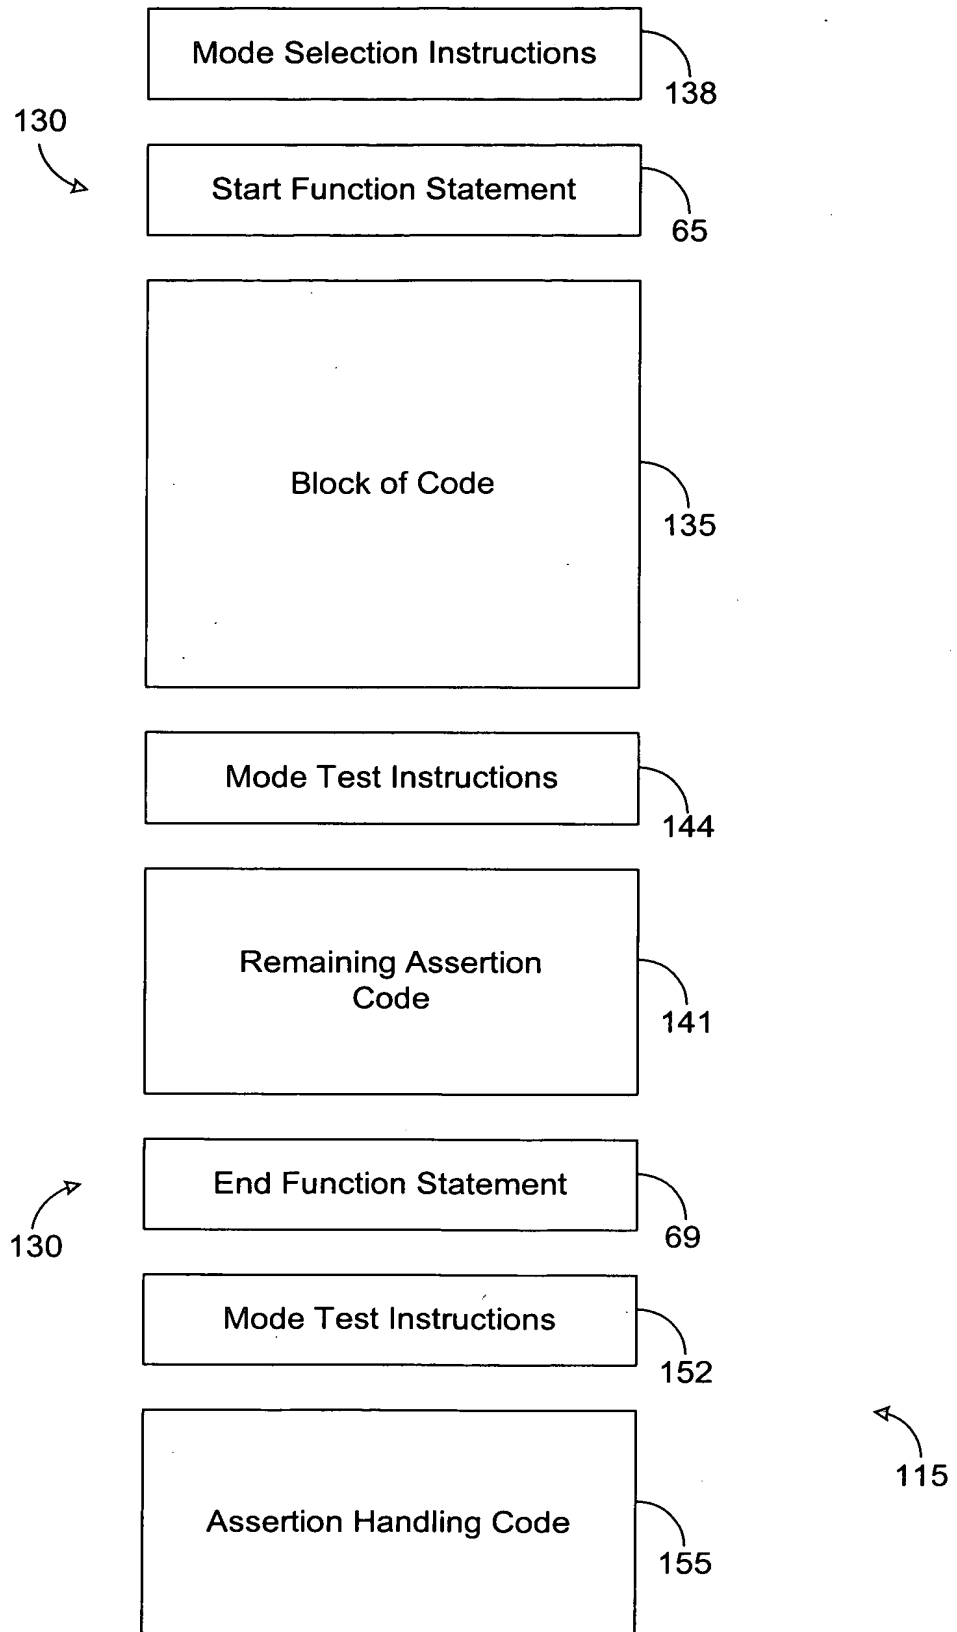 Mode Selection Instructions
138
130
Start Function Statement
65
Block of Code
135
Mode Test Instructions
144
Remaining Assertion
Code
141
End Function Statement
69
130
Mode Test Instructions
152
115
Assertion Handling Code
155